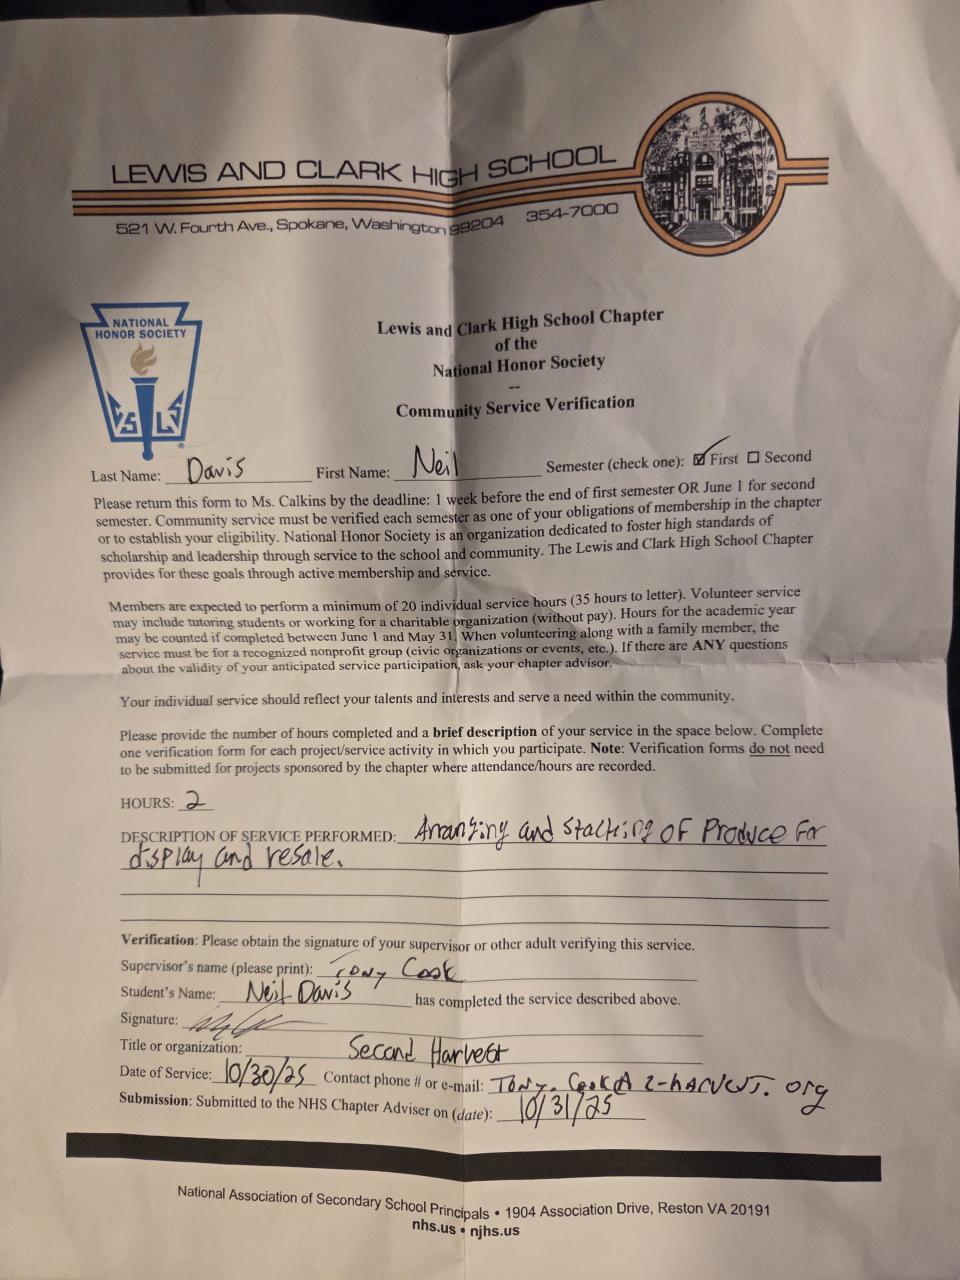 LEWIS AND CLARK HIGH SCHOOL
521 W. Fourth Ave., Spokane, Washington 99204 354-7000
NATIONAL
HONOR SOCIETY
Lewis and Clark High School Chapter
of the
National Honor Society
--
Community Service Verification
Last Name: Davis First Name: Neil Semester (check one): ☑ First ☐ Second
Please return this form to Ms. Calkins by the deadline: 1 week before the end of first semester OR June 1 for second
semester. Community service must be verified each semester as one of your obligations of membership in the chapter
or to establish your eligibility. National Honor Society is an organization dedicated to foster high standards of
scholarship and leadership through service to the school and community. The Lewis and Clark High School Chapter
provides for these goals through active membership and service.
Members are expected to perform a minimum of 20 individual service hours (35 hours to letter). Volunteer service
may include tutoring students or working for a charitable organization (without pay). Hours for the academic year
may be counted if completed between June 1 and May 31. When volunteering along with a family member, the
service must be for a recognized nonprofit group (civic organizations or events, etc.). If there are ANY questions
about the validity of your anticipated service participation, ask your chapter advisor.
Your individual service should reflect your talents and interests and serve a need within the community.
Please provide the number of hours completed and a brief description of your service in the space below. Complete
one verification form for each project/service activity in which you participate. Note: Verification forms do not need
to be submitted for projects sponsored by the chapter where attendance/hours are recorded.
HOURS: 2
DESCRIPTION OF SERVICE PERFORMED: and Stacking OF Produce For
display and resale.
Verification: Please obtain the signature of your supervisor or other adult verifying this service.
Supervisor's name (please print): Tony Cook
Student's Name: Neil Davis has completed the service described above.
Signature:
Title or organization: Second Harvest
Date of Service: 10/30/25 Contact phone # or e-mail: Tony.Cook@2-harvest.org
Submission: Submitted to the NHS Chapter Adviser on (date): 10/31/25
National Association of Secondary School Principals • 1904 Association Drive, Reston VA 20191
nhs.us • njhs.us